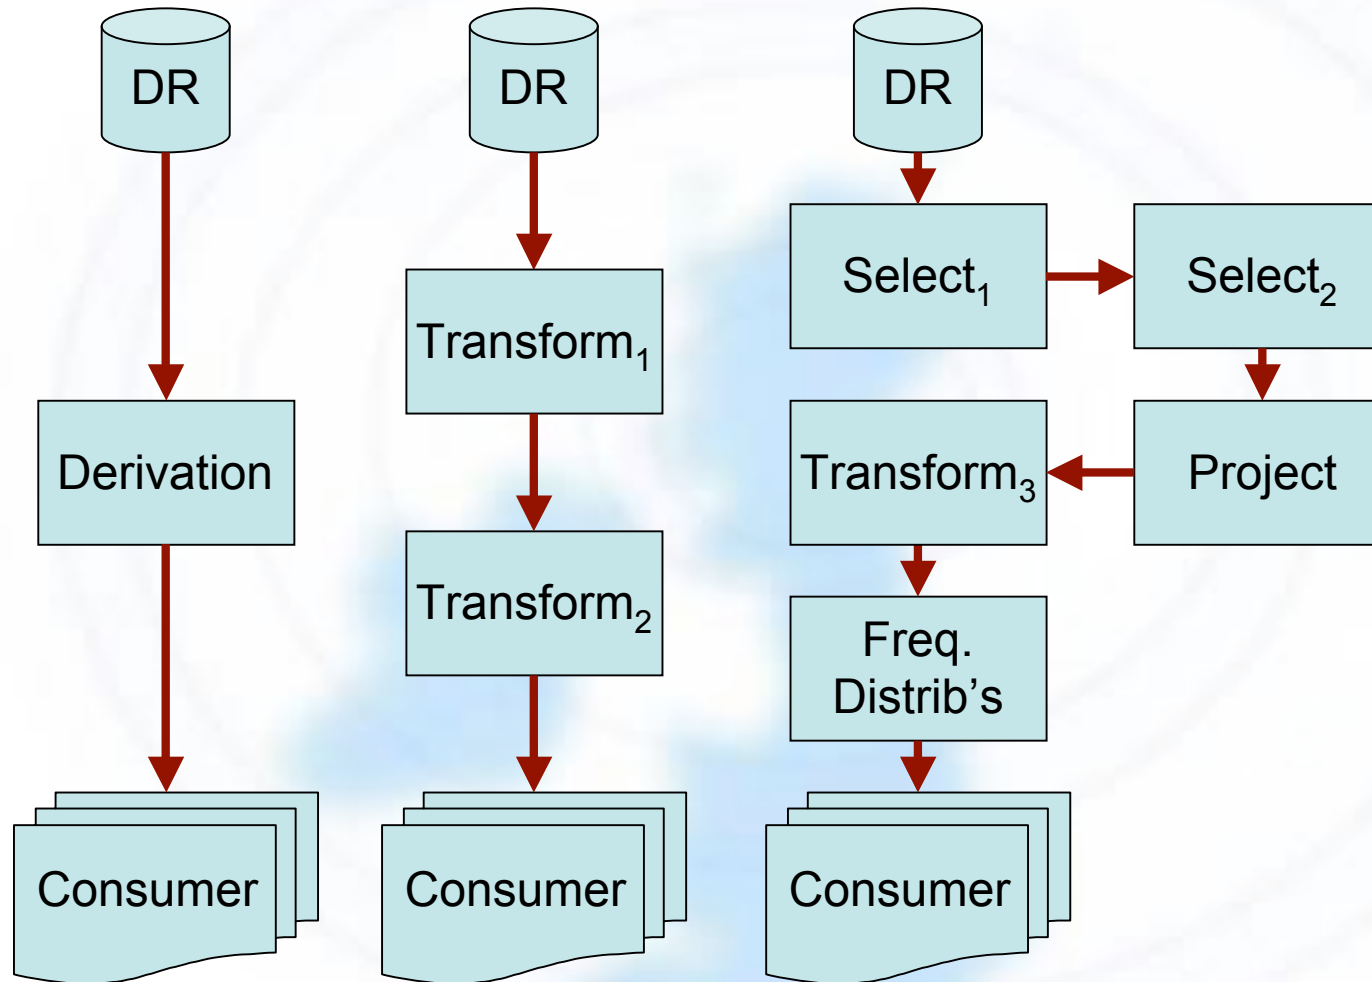 DR
Derivation
Consumer
DR
Transform₁
Transform₂
Consumer
DR
Select₁
Select₂
Project
Transform₃
Freq.
Distrib’s
Consumer